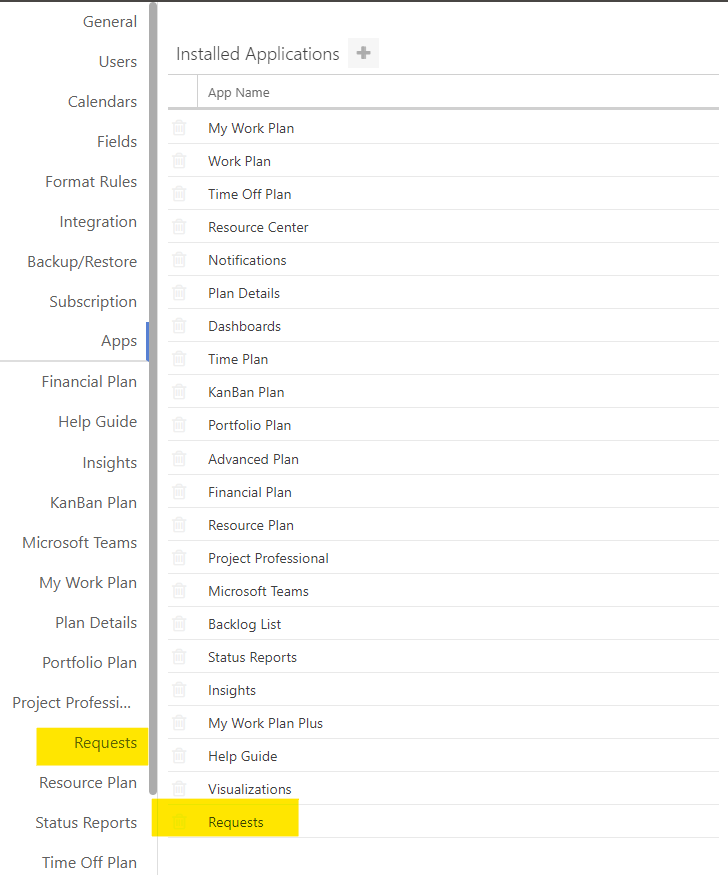 General
Users
Calendars
Fields
Format Rules
Integration
Backup/Restore
Subscription
Apps
Financial Plan
Help Guide
Insights
KanBan Plan
Microsoft Teams
My Work Plan
Plan Details
Portfolio Plan
Project Professi...
Requests
Resource Plan
Status Reports
Time Off Plan
Installed Applications
App Name
My Work Plan
Work Plan
Time Off Plan
Resource Center
Notifications
Plan Details
Dashboards
Time Plan
KanBan Plan
Portfolio Plan
Advanced Plan
Financial Plan
Resource Plan
Project Professional
Microsoft Teams
Backlog List
Status Reports
Insights
My Work Plan Plus
Help Guide
Visualizations
Requests